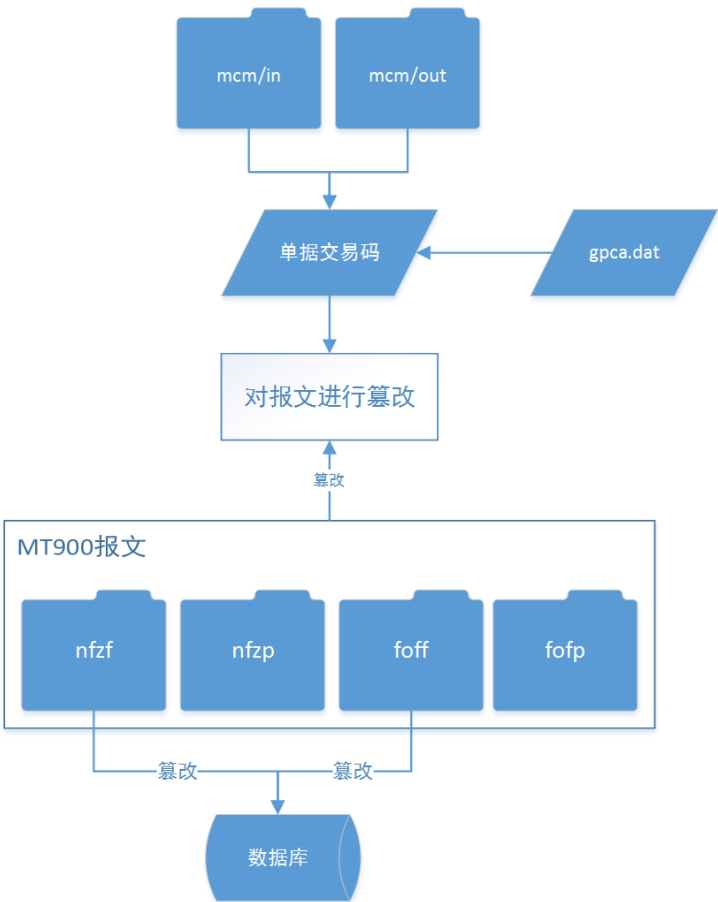 mcm/in
mcm/out
单据交易码
gpca.dat
对报文进行篡改
篡改
MT900报文
nfzf
nfzp
foff
fofp
篡改
篡改
数据库